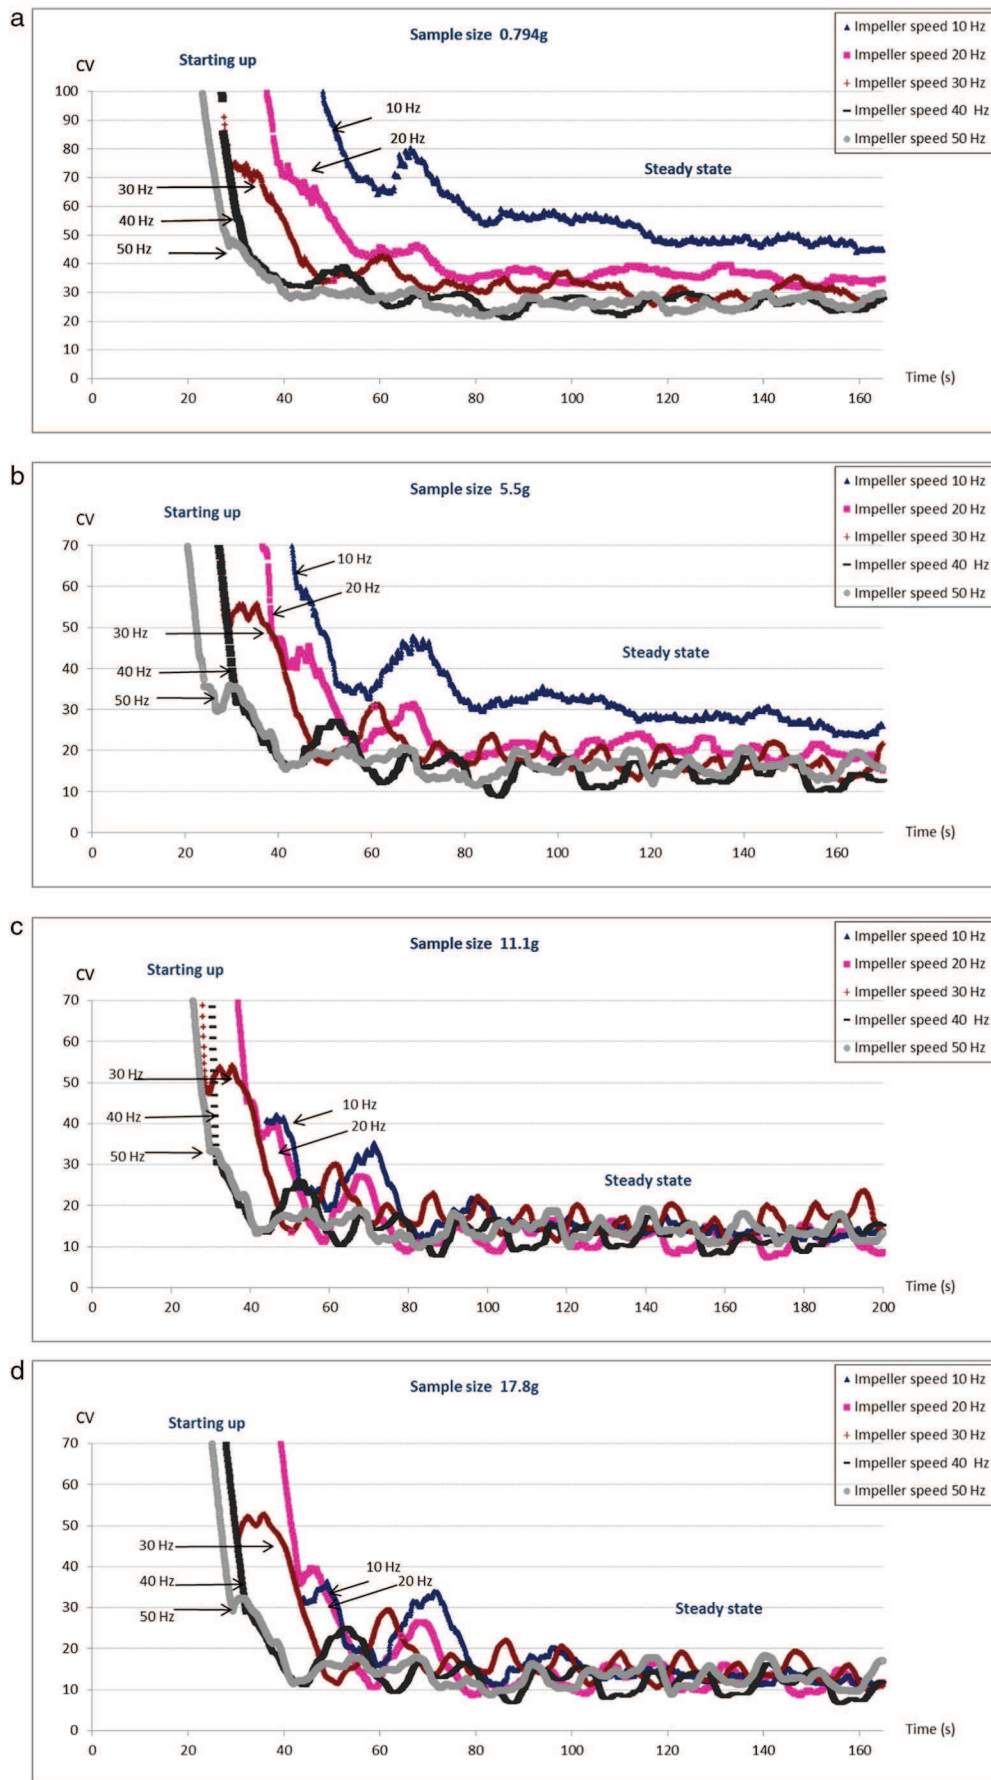 a
Sample size 0.794g
Starting up
CV
Impeller speed 10 Hz
Impeller speed 20 Hz
Impeller speed 30 Hz
Impeller speed 40 Hz
Impeller speed 50 Hz
100
90
80
70
60
50
40
30
20
10
0
10 Hz
20 Hz
30 Hz
40 Hz
50 Hz
Steady state
Time (s)
0 20 40 60 80 100 120 140 160
b
Sample size 5.5g
Starting up
CV
Impeller speed 10 Hz
Impeller speed 20 Hz
Impeller speed 30 Hz
Impeller speed 40 Hz
Impeller speed 50 Hz
70
60
50
40
30
20
10
0
10 Hz
20 Hz
30 Hz
40 Hz
50 Hz
Steady state
Time (s)
0 20 40 60 80 100 120 140 160
c
Sample size 11.1g
Starting up
CV
Impeller speed 10 Hz
Impeller speed 20 Hz
Impeller speed 30 Hz
Impeller speed 40 Hz
Impeller speed 50 Hz
70
60
50
40
30
20
10
0
30 Hz
10 Hz
40 Hz
20 Hz
50 Hz
Steady state
Time (s)
0 20 40 60 80 100 120 140 160 180 200
d
Sample size 17.8g
Starting up
CV
Impeller speed 10 Hz
Impeller speed 20 Hz
Impeller speed 30 Hz
Impeller speed 40 Hz
Impeller speed 50 Hz
70
60
50
40
30
20
10
0
30 Hz
10 Hz
40 Hz
20 Hz
50 Hz
Steady state
Time (s)
0 20 40 60 80 100 120 140 160